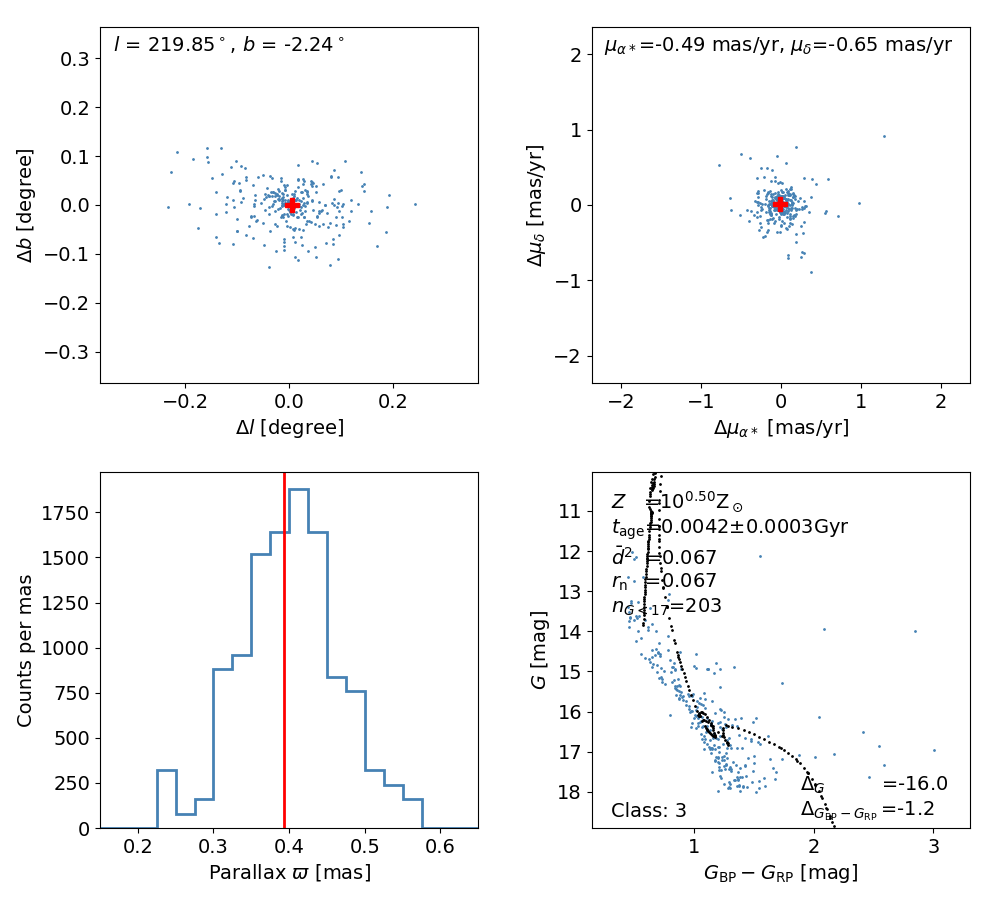 l = 219.85°, b = -2.24°
0.3
0.2
0.1
0.0
−0.1
−0.2
−0.3
Δb [degree]
−0.2 0.0 0.2
Δl [degree]
μα*=-0.49 mas/yr, μδ=-0.65 mas/yr
2
1
0
−1
−2
Δμδ [mas/yr]
−2 −1 0 1 2
Δμα* [mas/yr]
1750
1500
1250
1000
750
500
250
0
Counts per mas
0.2 0.3 0.4 0.5 0.6
Parallax ϖ [mas]
Z =10^0.50 Z⊙
t_age=0.0042±0.0003Gyr
d̄² =0.067
r_n =0.067
n_G<17=203
11
12
13
14
15
16
17
18
G [mag]
Δ_G =-16.0
Δ_G_BP−G_RP =-1.2
Class: 3
1 2 3
G_BP − G_RP [mag]